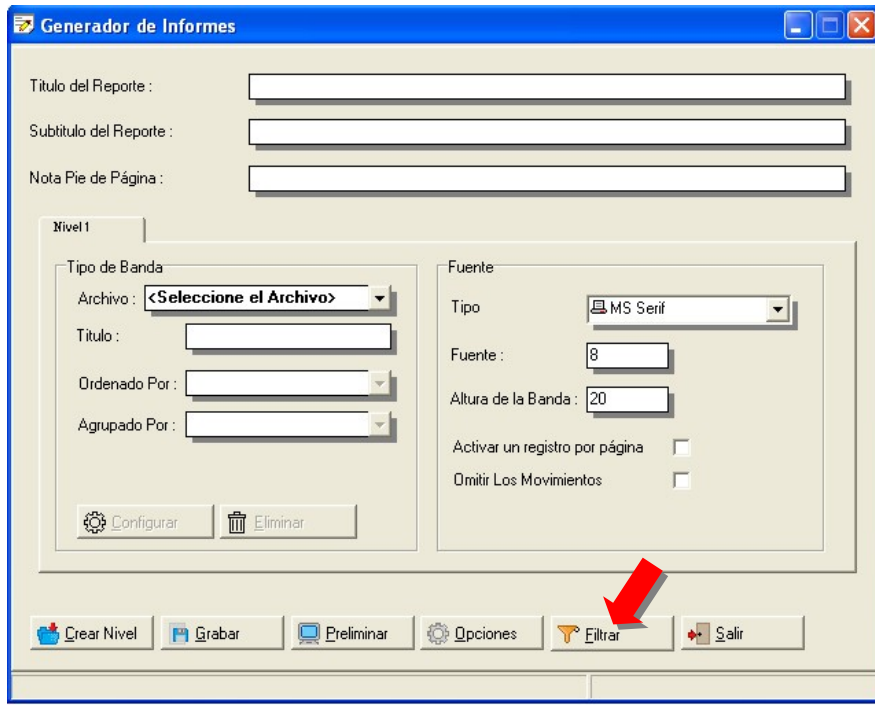 Generador de Informes
Titulo del Reporte :
Subtitulo del Reporte :
Nota Pie de Página :
Nivel 1
Tipo de Banda
Archivo : <Seleccione el Archivo>
Titulo :
Ordenado Por :
Agrupado Por :
Configurar Eliminar
Fuente
Tipo MS Serif
Fuente : 8
Altura de la Banda : 20
Activar un registro por página
Omitir Los Movimientos
Crear Nivel Grabar Preliminar Opciones Filtrar Salir